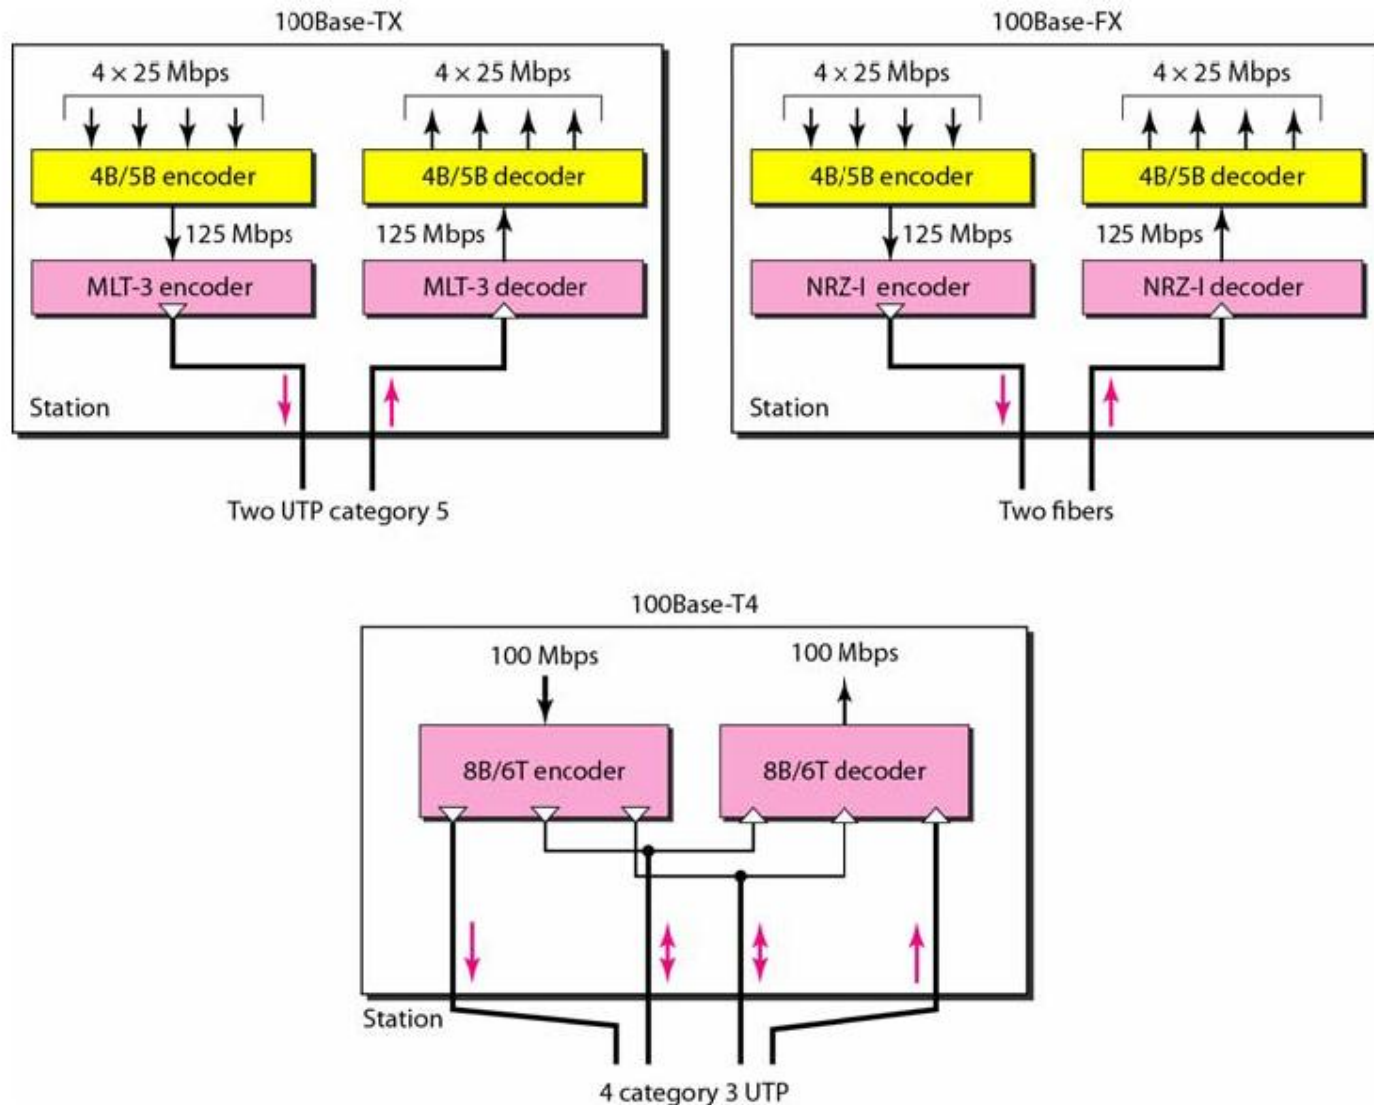 100Base-TX
4 × 25 Mbps
4 × 25 Mbps
4B/5B encoder
4B/5B decoder
125 Mbps
125 Mbps
MLT-3 encoder
MLT-3 decoder
Station
Two UTP category 5
100Base-FX
4 × 25 Mbps
4 × 25 Mbps
4B/5B encoder
4B/5B decoder
125 Mbps
125 Mbps
NRZ-I encoder
NRZ-I decoder
Station
Two fibers
100Base-T4
100 Mbps
100 Mbps
8B/6T encoder
8B/6T decoder
Station
4 category 3 UTP